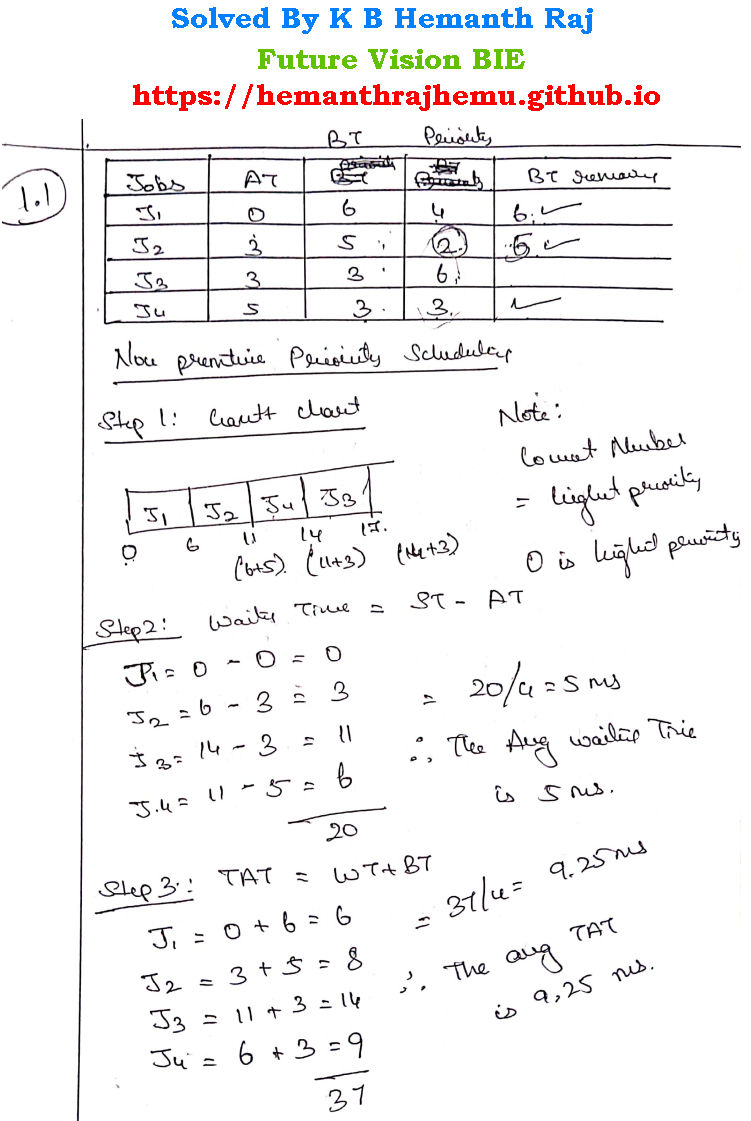 Solved By K B Hemanth Raj
Future Vision BIE
https://hemanthrajhemu.github.io
BT Priority
1.1
Jobs AT BT remaing
J1 0 6 4 6.
J2 3 5 2 5
J3 3 3 6
J4 5 3. 3.
Non premtive Priority Scheduling
Step 1: Gantt chart
Note:
Lowest Number
= highest priority
0 is highest priority
J1 J2 J4 J3
0 6 11 14 17.
(6+5) (11+3) (14+3)
Step2: Waiting Time = ST - AT
J1 = 0 - 0 = 0
J2 = 6 - 3 = 3
J3 = 14 - 3 = 11
J4 = 11 - 5 = 6
20
= 20/4 = 5 ms
∴ The Avg waiting Time
is 5 ms.
Step 3: TAT = WT+BT
J1 = 0 + 6 = 6
J2 = 3 + 5 = 8
J3 = 11 + 3 = 14
J4 = 6 + 3 = 9
37
= 37/4 = 9.25 ms
∴ The avg TAT
is 9.25 ms.